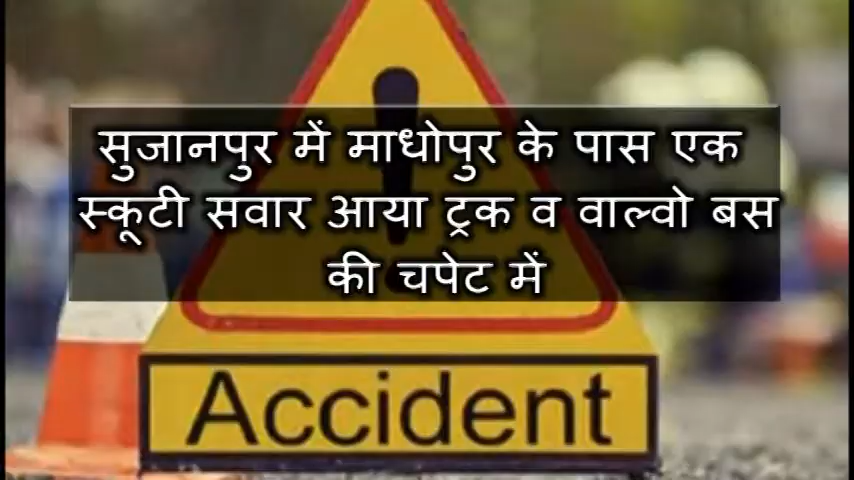 सुजानपुर में माधोपुर के पास एक
स्कूटी सवार आया ट्रक व वाल्वो बस
की चपेट में
Accident